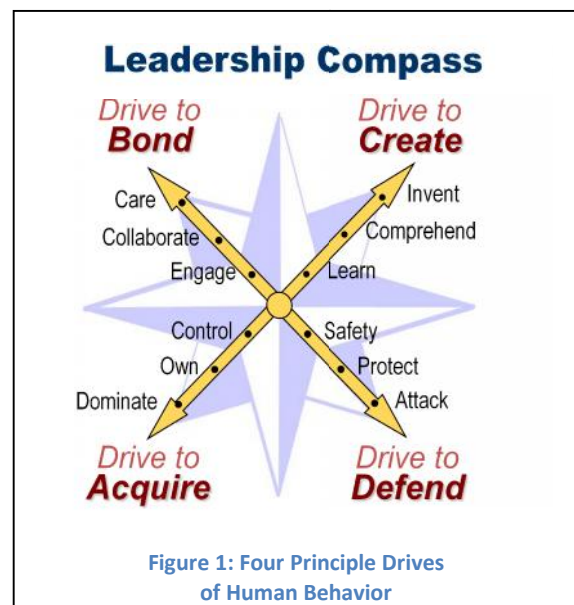 Leadership Compass
Drive to
Bond
Drive to
Create
Care
Invent
Collaborate
Comprehend
Engage
Learn
Control
Safety
Own
Protect
Dominate
Attack
Drive to
Acquire
Drive to
Defend
Figure 1: Four Principle Drives
of Human Behavior